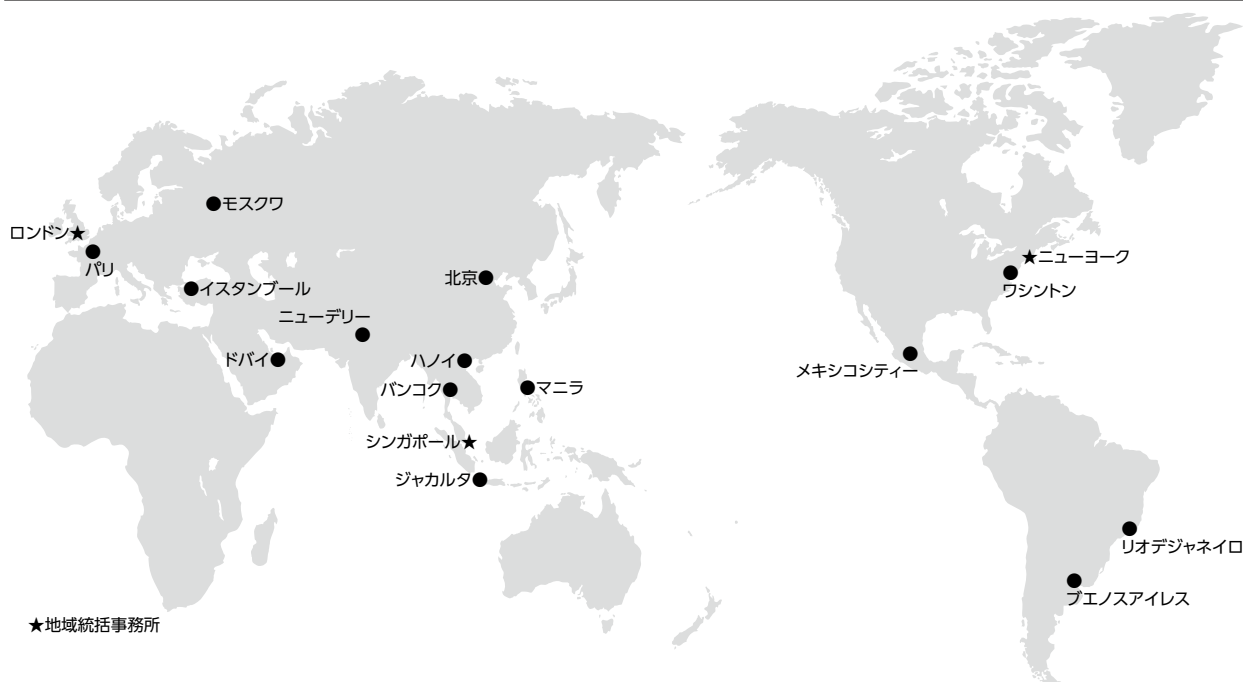 モスクワ
ロンドン★
パリ
★ニューヨーク
北京
イスタンブール
ワシントン
ニューデリー
ドバイ
ハノイ
メキシコシティー
バンコク
マニラ
シンガポール★
ジャカルタ
リオデジャネイロ
ブエノスアイレス
★地域統括事務所